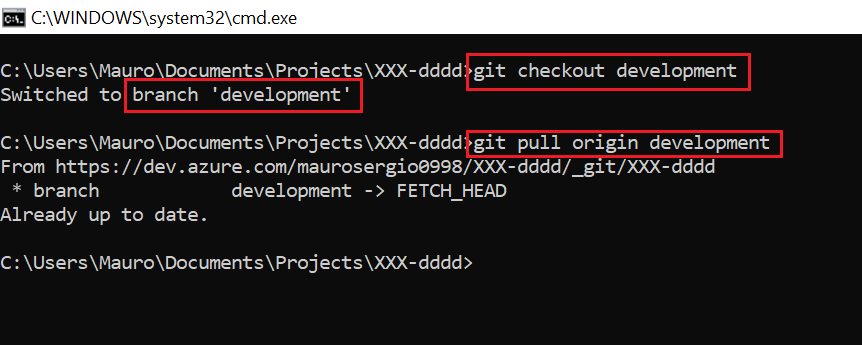 C:\WINDOWS\system32\cmd.exe
C:\Users\Mauro\Documents\Projects\XXX-dddd>git checkout development
Switched to branch 'development'
C:\Users\Mauro\Documents\Projects\XXX-dddd>git pull origin development
From https://dev.azure.com/maurosergio0998/XXX-dddd/_git/XXX-dddd
 * branch            development -> FETCH_HEAD
Already up to date.
C:\Users\Mauro\Documents\Projects\XXX-dddd>